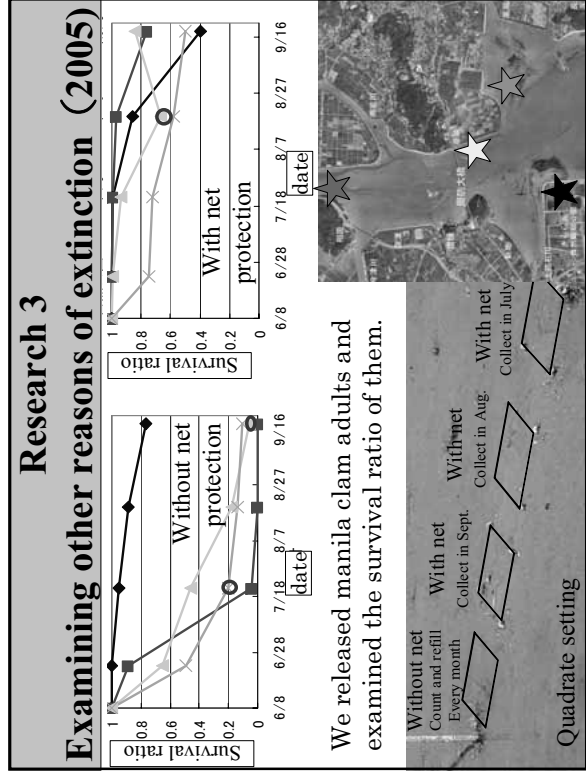 Research 3
Examining other reasons of extinction (2005)
Survival ratio
1
0.8
0.6
0.4
0.2
0
Without net
protection
6/8
6/28
7/18
8/7
8/27
9/16
date
Survival ratio
1
0.8
0.6
0.4
0.2
0
With net
protection
6/8
6/28
7/18
8/7
8/27
9/16
date
We released manila clam adults and
examined the survival ratio of them.
Without net
Count and refill
Every month
With net
Collect in Sept.
With net
Collect in Aug.
With net
Collect in July
Quadrate setting